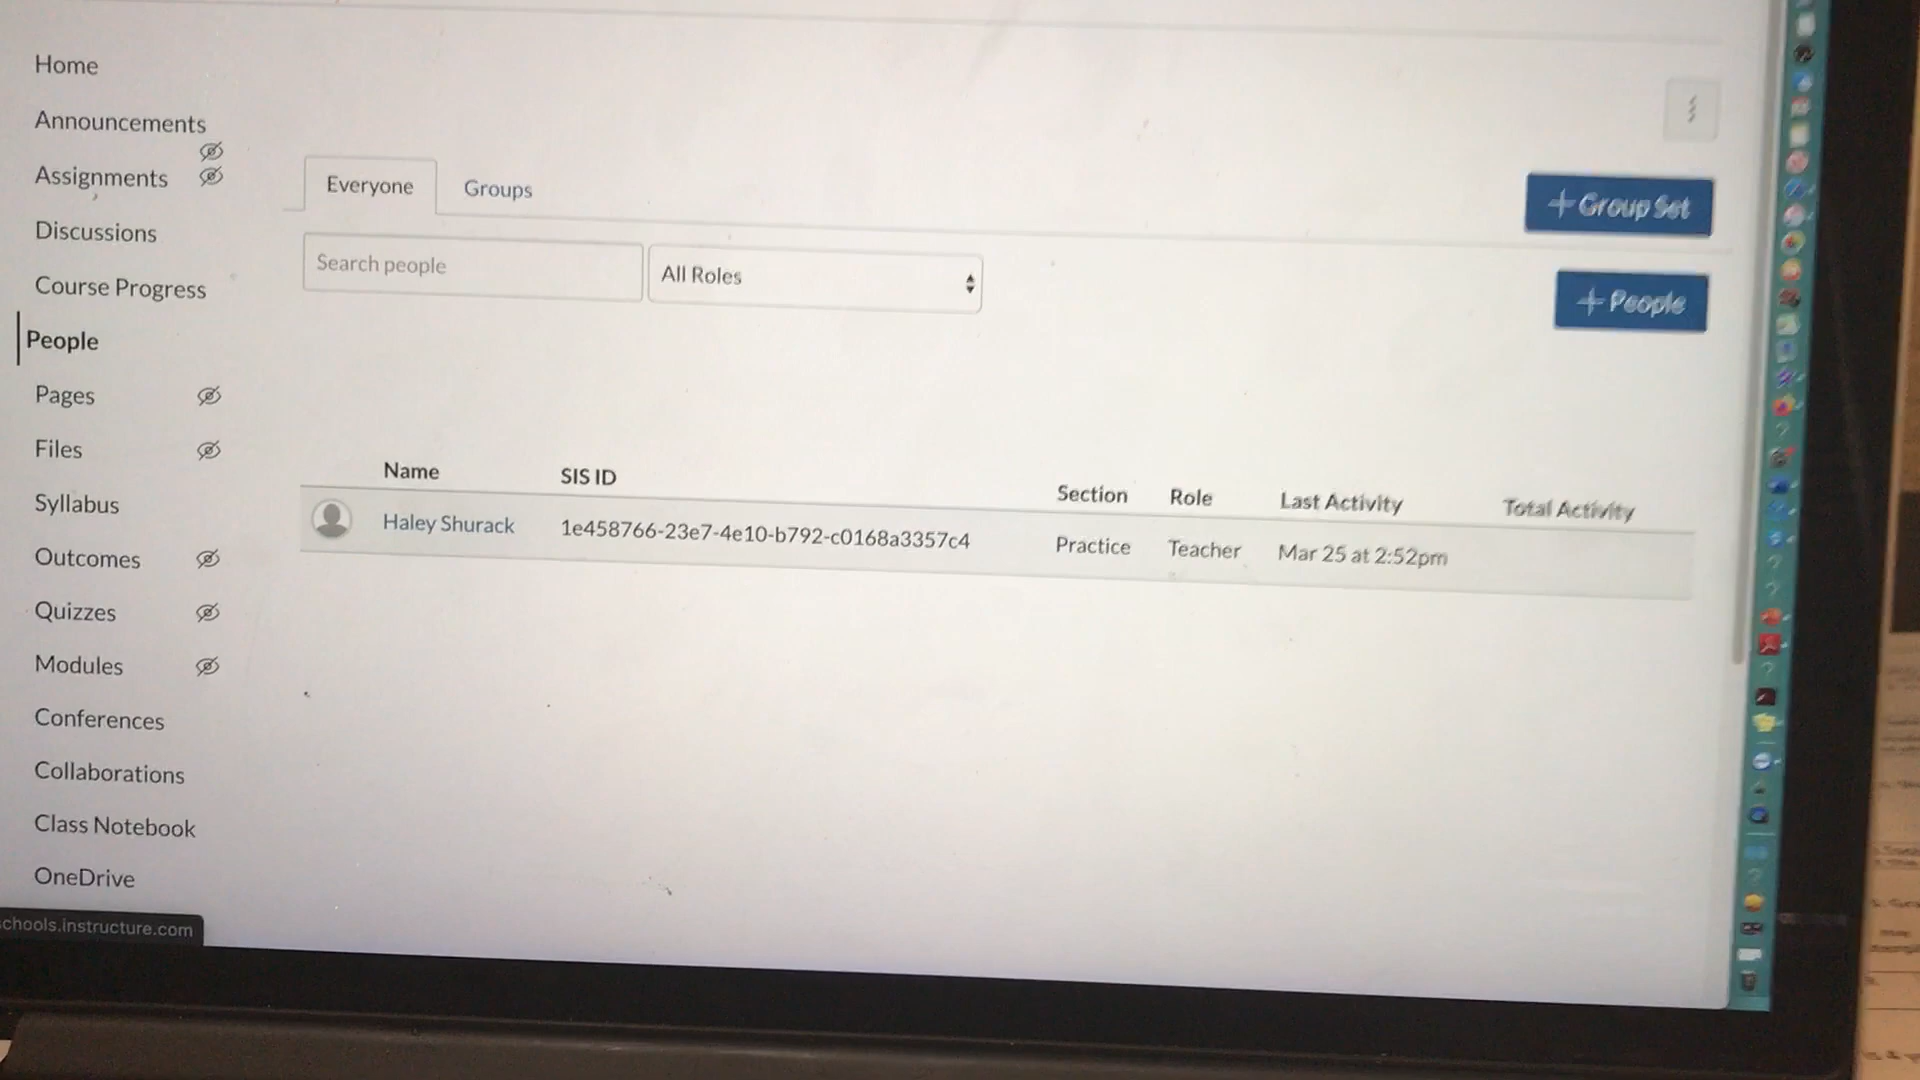 Home
Announcements
Assignments
Discussions
Course Progress
People
Pages
Files
Syllabus
Outcomes
Quizzes
Modules
Conferences
Collaborations
Class Notebook
OneDrive
chools.instructure.com
Everyone Groups
+ Group Set
Search people All Roles
+ People
Name SIS ID Section Role Last Activity Total Activity
Haley Shurack 1e458766-23e7-4e10-b792-c0168a3357c4 Practice Teacher Mar 25 at 2:52pm